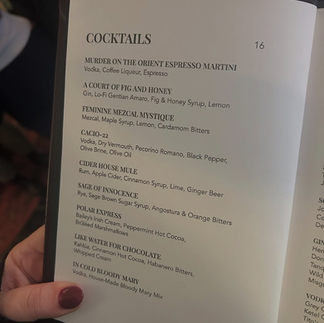 COCKTAILS
16
MURDER ON THE ORIENT ESPRESSO MARTINI
Vodka, Coffee Liqueur, Espresso
A COURT OF FIG AND HONEY
Gin, Lo-Fi Gentian Amaro, Fig & Honey Syrup, Lemon
FEMININE MEZCAL MYSTIQUE
Mezcal, Maple Syrup, Lemon, Cardamom Bitters
CACIO-22
Vodka, Dry Vermouth, Pecorino Romano, Black Pepper,
Olive Brine, Olive Oil
CIDER HOUSE MULE
Rum, Apple Cider, Cinnamon Syrup, Lime, Ginger Beer
SAGE OF INNOCENCE
Rye, Sage Brown Sugar Syrup, Angostura & Orange Bitters
POLAR EXPRESS
Bailey's Irish Cream, Peppermint Hot Cocoa,
Brûléed Marshmallows
LIKE WATER FOR CHOCOLATE
Kahlúa, Cinnamon Hot Cocoa, Habanero Bitters,
Whipped Cream
IN COLD BLOODY MARY
Vodka, House-Made Bloody Mary Mix